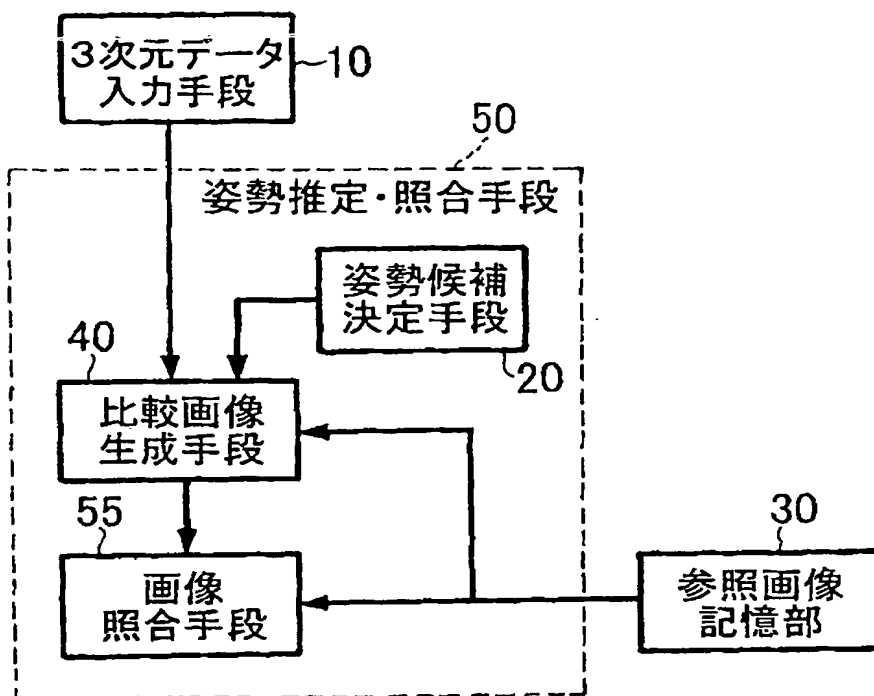 3次元データ
入力手段
10
50
姿勢推定・照合手段
姿勢候補
決定手段
20
40
比較画像
生成手段
55
画像
照合手段
30
参照画像
記憶部